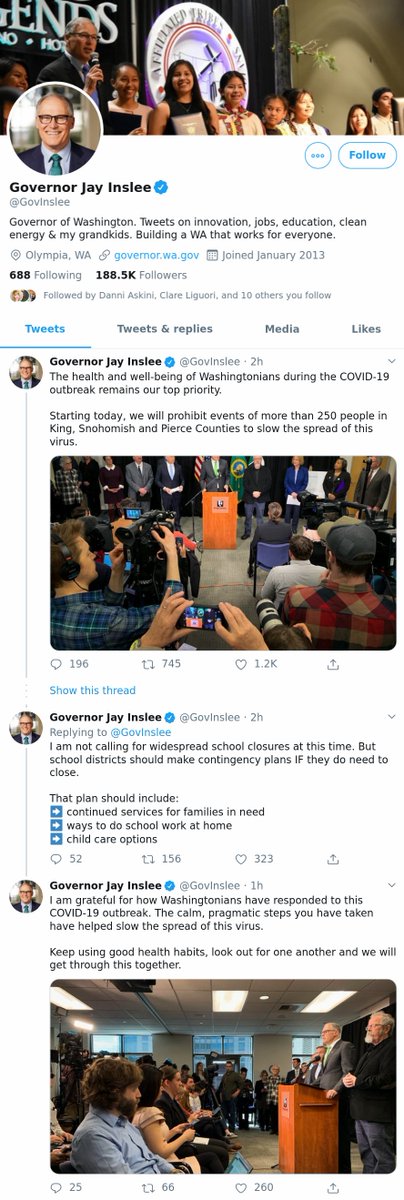 ENDS
NO • HO
AFFILIATED TRIBES
Follow
Governor Jay Inslee
@GovInslee
Governor of Washington. Tweets on innovation, jobs, education, clean
energy & my grandkids. Building a WA that works for everyone.
Olympia, WA governor.wa.gov Joined January 2013
688 Following 188.5K Followers
Followed by Danni Askini, Clare Liguori, and 10 others you follow
Tweets Tweets & replies Media Likes
Governor Jay Inslee @GovInslee · 2h
The health and well-being of Washingtonians during the COVID-19
outbreak remains our top priority.
Starting today, we will prohibit events of more than 250 people in
King, Snohomish and Pierce Counties to slow the spread of this
virus.
196 745 1.2K
Show this thread
Governor Jay Inslee @GovInslee · 2h
Replying to @GovInslee
I am not calling for widespread school closures at this time. But
school districts should make contingency plans IF they do need to
close.
That plan should include:
➡ continued services for families in need
➡ ways to do school work at home
➡ child care options
52 156 323
Governor Jay Inslee @GovInslee · 1h
I am grateful for how Washingtonians have responded to this
COVID-19 outbreak. The calm, pragmatic steps you have taken
have helped slow the spread of this virus.
Keep using good health habits, look out for one another and we will
get through this together.
25 66 260